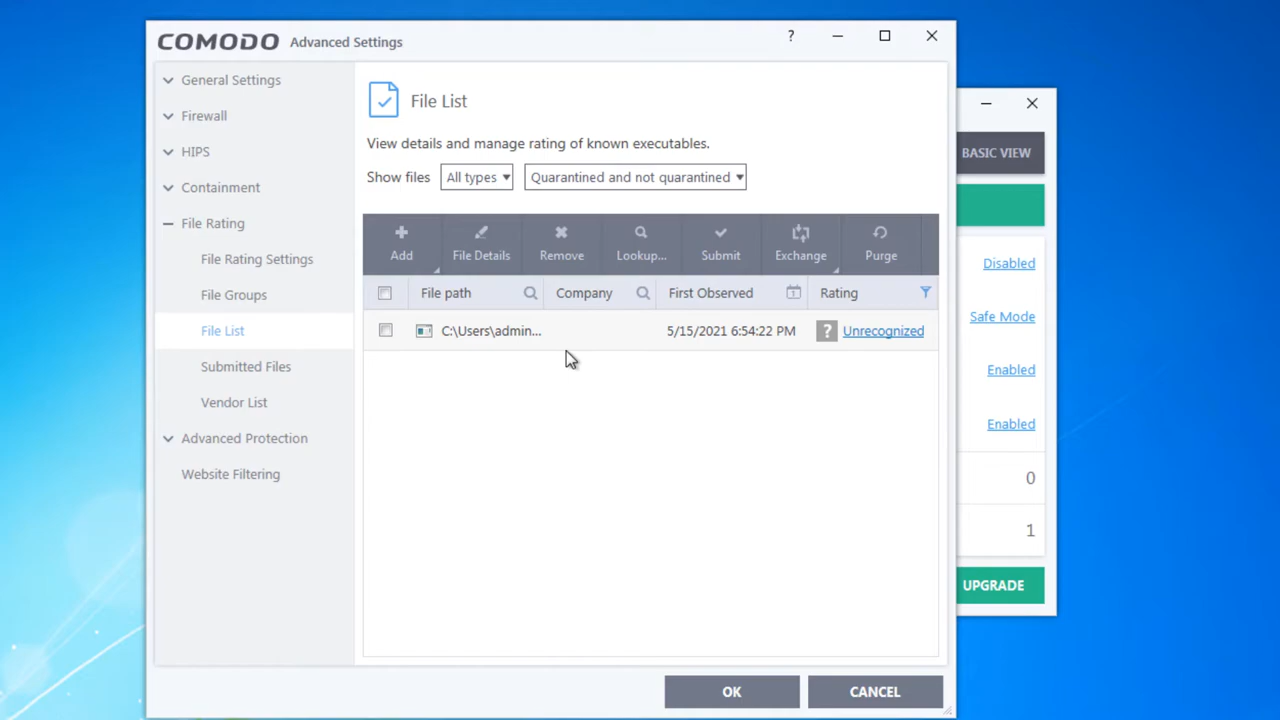 COMODO Advanced Settings
?
General Settings
Firewall
HIPS
Containment
File Rating
File Rating Settings
File Groups
File List
Submitted Files
Vendor List
Advanced Protection
Website Filtering
File List
View details and manage rating of known executables.
Show files All types Quarantined and not quarantined
Add File Details Remove Lookup... Submit Exchange Purge
File path Company First Observed 1 Rating
C:\Users\admin... 5/15/2021 6:54:22 PM ? Unrecognized
OK CANCEL
BASIC VIEW
Disabled
Safe Mode
Enabled
Enabled
0
1
UPGRADE